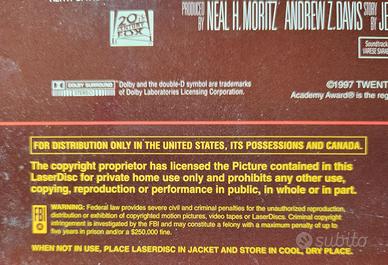 PRODUCED BY NEAL H. MORITZ ANDREW Z. DAVIS STORY BY JE
20th
CENTURY
FOX
Soundtrack
VARESE SARAB
©1997 TWENT
DOLBY SURROUND
Dolby and the double-D symbol are trademarks
of Dolby Laboratories Licensing Corporation.
Academy Award® is the reg
FOR DISTRIBUTION ONLY IN THE UNITED STATES, ITS POSSESSIONS AND CANADA.
The copyright proprietor has licensed the Picture contained in this
LaserDisc for private home use only and prohibits any other use,
copying, reproduction or performance in public, in whole or in part.
FBI
WARNING: Federal law provides severe civil and criminal penalties for the unauthorized reproduction,
distribution or exhibition of copyrighted motion pictures, video tapes or LaserDiscs. Criminal copyright
infringement is investigated by the FBI and may constitute a felony with a maximum penalty of up to
five years in prison and/or a $250,000 fine.
subito
WHEN NOT IN USE, PLACE LASERDISC IN JACKET AND STORE IN COOL, DRY PLACE.